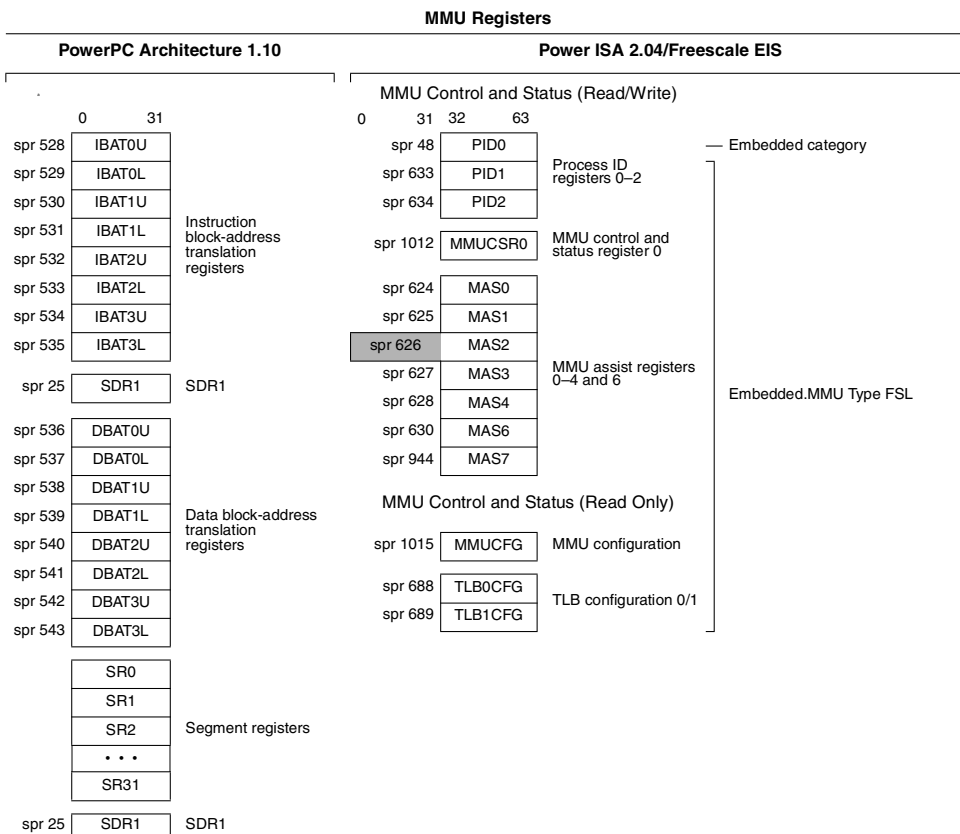 MMU Registers
PowerPC Architecture 1.10
0 31
spr 528 IBAT0U
spr 529 IBAT0L
spr 530 IBAT1U
spr 531 IBAT1L
spr 532 IBAT2U
spr 533 IBAT2L
spr 534 IBAT3U
spr 535 IBAT3L
Instruction
block-address
translation
registers
spr 25 SDR1 SDR1
spr 536 DBAT0U
spr 537 DBAT0L
spr 538 DBAT1U
spr 539 DBAT1L
spr 540 DBAT2U
spr 541 DBAT2L
spr 542 DBAT3U
spr 543 DBAT3L
Data block-address
translation
registers
SR0
SR1
SR2
• • •
SR31
Segment registers
spr 25 SDR1 SDR1
Power ISA 2.04/Freescale EIS
MMU Control and Status (Read/Write)
0 31 32 63
spr 48 PID0
spr 633 PID1
spr 634 PID2
Process ID
registers 0–2
— Embedded category
spr 1012 MMUCSR0
MMU control and
status register 0
spr 624 MAS0
spr 625 MAS1
spr 626 MAS2
spr 627 MAS3
spr 628 MAS4
spr 630 MAS6
spr 944 MAS7
MMU assist registers
0–4 and 6
Embedded.MMU Type FSL
MMU Control and Status (Read Only)
spr 1015 MMUCFG MMU configuration
spr 688 TLB0CFG
spr 689 TLB1CFG
TLB configuration 0/1